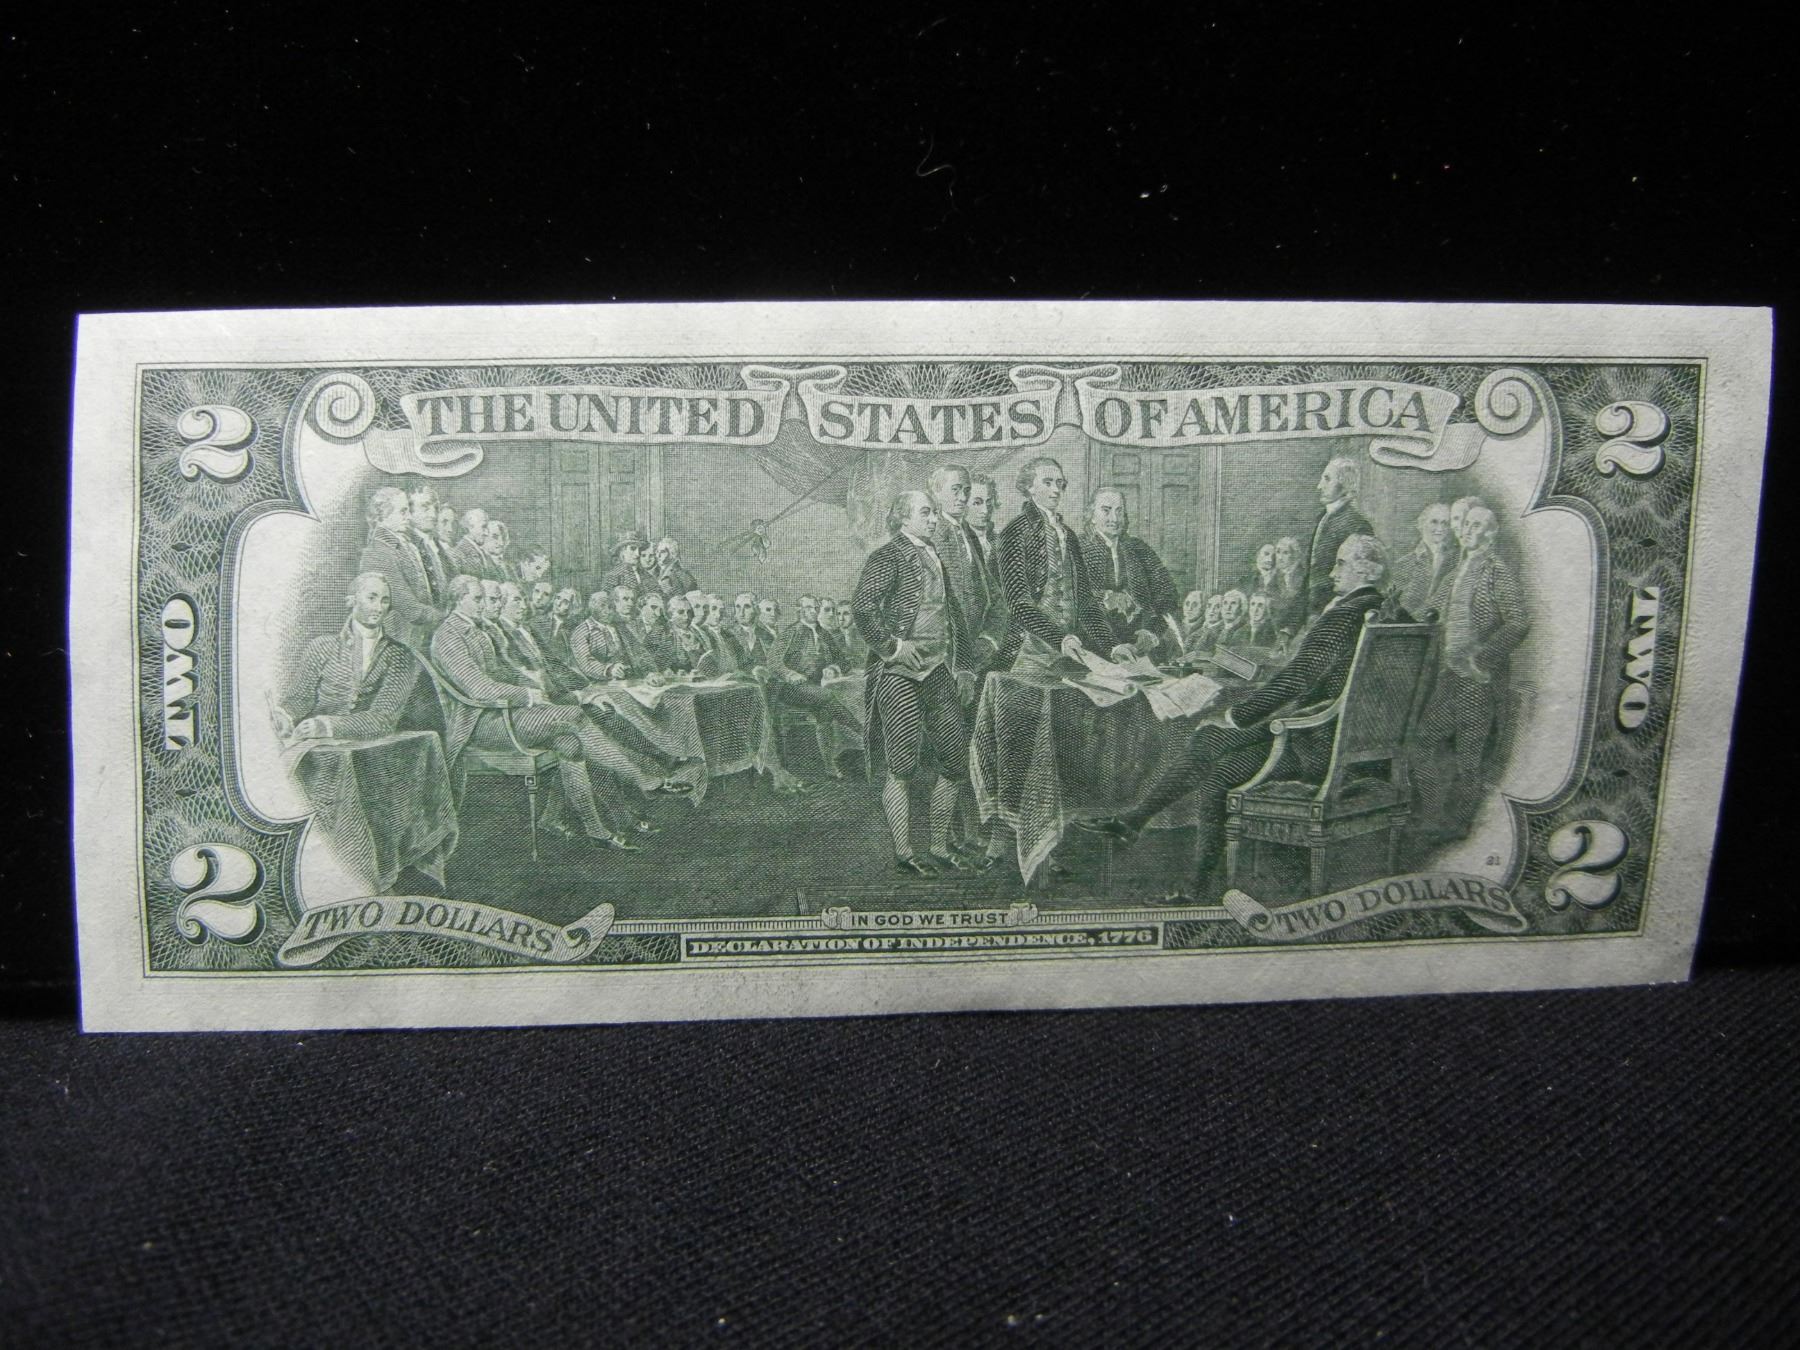 THE UNITED STATES OF AMERICA
2
2
TWO
TWO
2
2
21
TWO DOLLARS
TWO DOLLARS
IN GOD WE TRUST
DECLARATION OF INDEPENDENCE, 1776